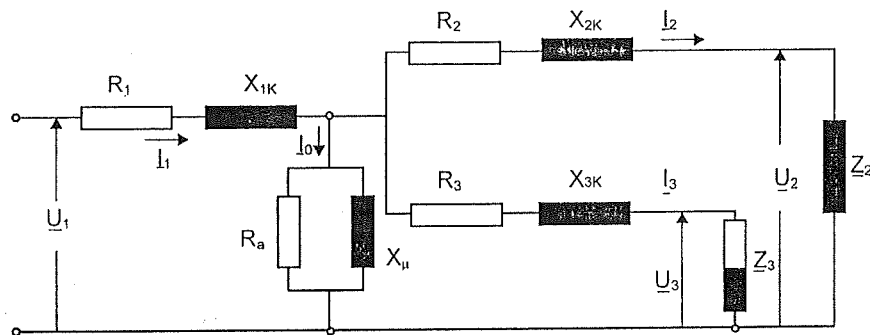 R₂
X₂K
I₂
R₁
X₁K
I₁
I₀
R₃
X₃K
I₃
U₁
Rₐ
Xμ
U₃
Z₃
U₂
Z₂